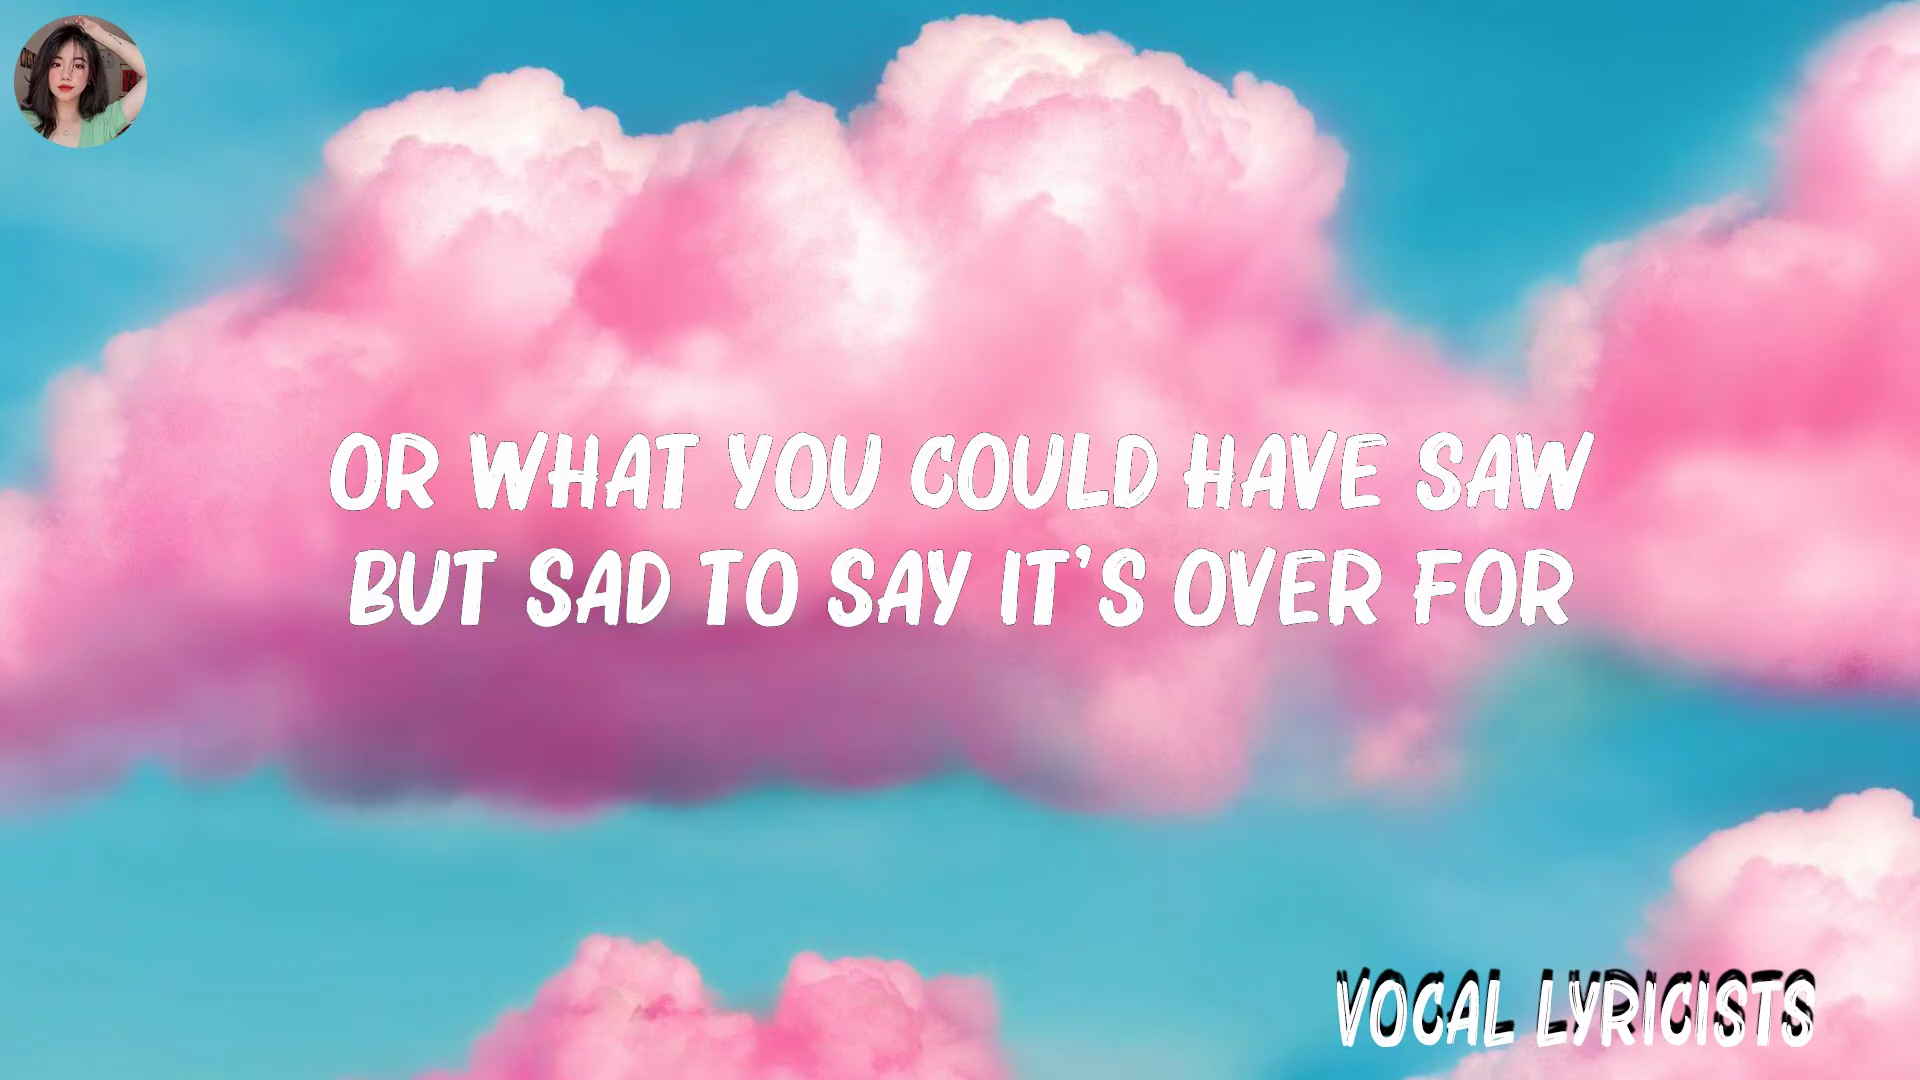 OR WHAT YOU COULD HAVE SAW
BUT SAD TO SAY IT'S OVER FOR
VOCAL LYRICISTS